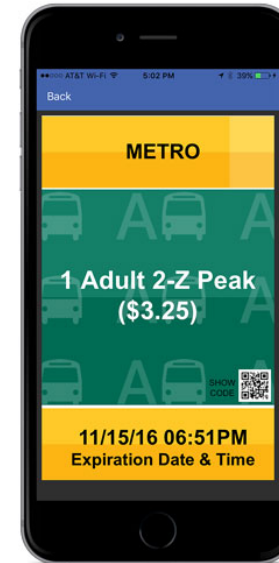 AT&T Wi-Fi 5:02 PM 39%
Back
METRO
1 Adult 2-Z Peak
($3.25)
SHOW
CODE
11/15/16 06:51PM
Expiration Date & Time